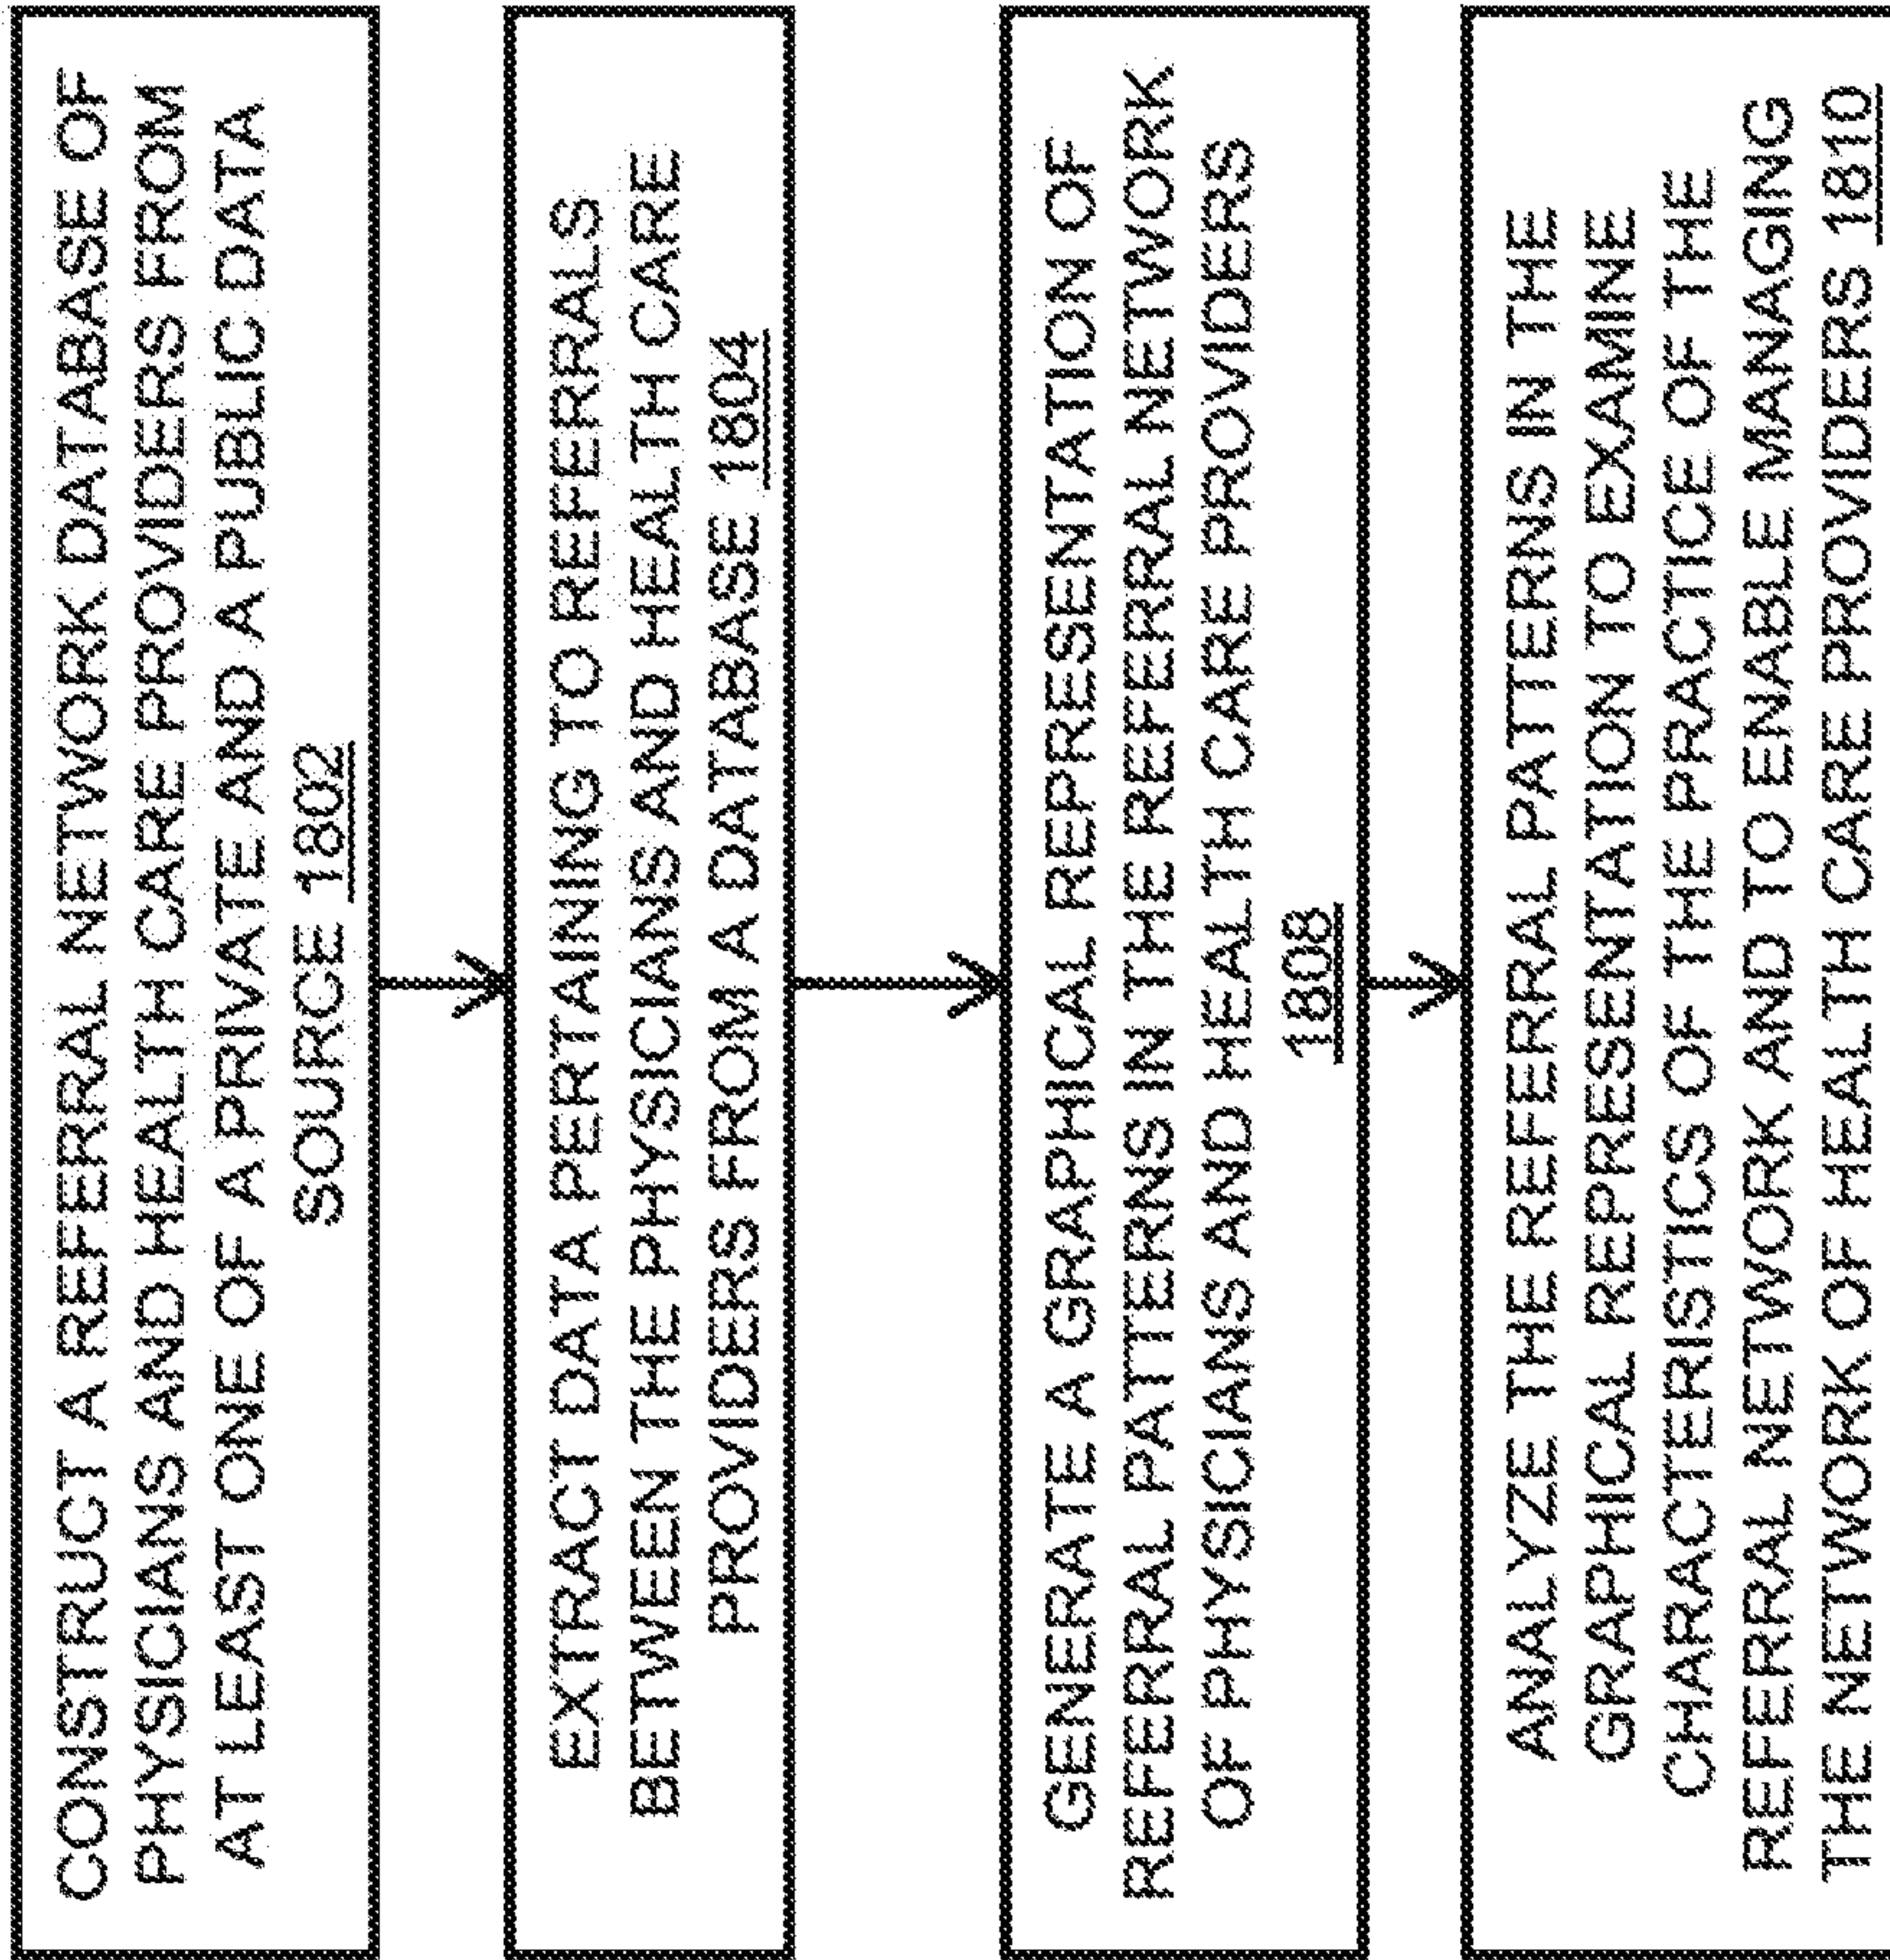 CONSTRUCT A REFERRAL NETWORK DATABASE OF
PHYSICIANS AND HEALTH CARE PROVIDERS FROM
AT LEAST ONE OF A PRIVATE AND A PUBLIC DATA
SOURCE 1802
EXTRACT DATA PERTAINING TO REFERRALS
BETWEEN THE PHYSICIANS AND HEALTH CARE
PROVIDERS FROM A DATABASE 1804
GENERATE A GRAPHICAL REPRESENTATION OF
REFERRAL PATTERNS IN THE REFERRAL NETWORK
OF PHYSICIANS AND HEALTH CARE PROVIDERS
1808
ANALYZE THE REFERRAL PATTERNS IN THE
GRAPHICAL REPRESENTATION TO EXAMINE
CHARACTERISTICS OF THE PRACTICE OF THE
REFERRAL NETWORK AND TO ENABLE MANAGING
THE NETWORK OF HEALTH CARE PROVIDERS 1810